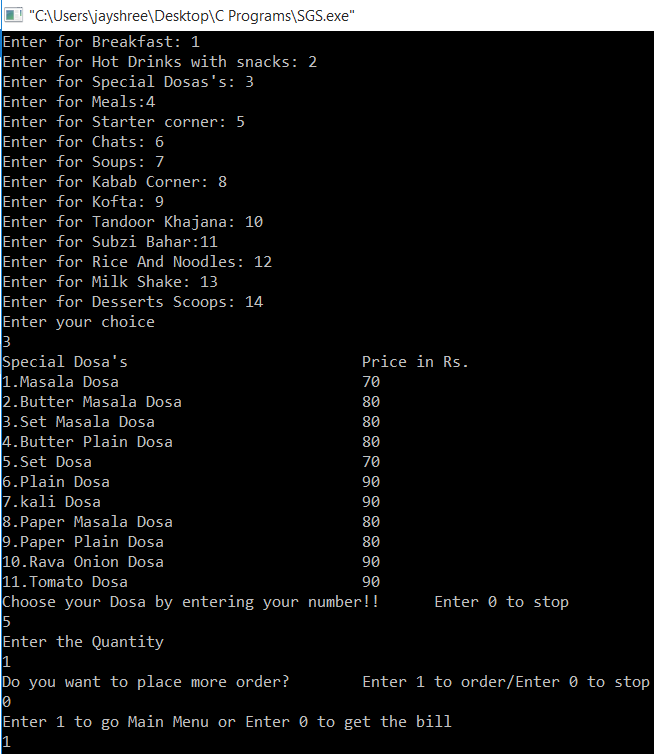 "C:\Users\jayshree\Desktop\C Programs\SGS.exe"
Enter for Breakfast: 1
Enter for Hot Drinks with snacks: 2
Enter for Special Dosas's: 3
Enter for Meals:4
Enter for Starter corner: 5
Enter for Chats: 6
Enter for Soups: 7
Enter for Kabab Corner: 8
Enter for Kofta: 9
Enter for Tandoor Khajana: 10
Enter for Subzi Bahar:11
Enter for Rice And Noodles: 12
Enter for Milk Shake: 13
Enter for Desserts Scoops: 14
Enter your choice
3
Special Dosa's                          Price in Rs.
1.Masala Dosa                           70
2.Butter Masala Dosa                    80
3.Set Masala Dosa                       80
4.Butter Plain Dosa                     80
5.Set Dosa                              70
6.Plain Dosa                            90
7.kali Dosa                             90
8.Paper Masala Dosa                     80
9.Paper Plain Dosa                      80
10.Rava Onion Dosa                      90
11.Tomato Dosa                          90
Choose your Dosa by entering your number!!      Enter 0 to stop
5
Enter the Quantity
1
Do you want to place more order?        Enter 1 to order/Enter 0 to stop
0
Enter 1 to go Main Menu or Enter 0 to get the bill
1